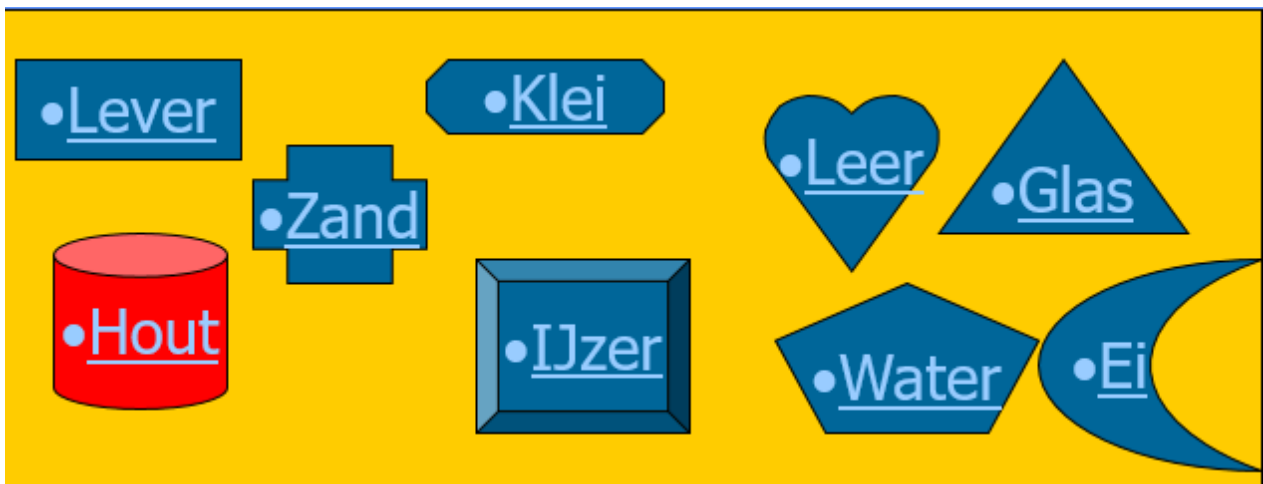 •Lever
•Klei
•Leer
•Glas
•Zand
•Hout
•IJzer
•Water
•Ei